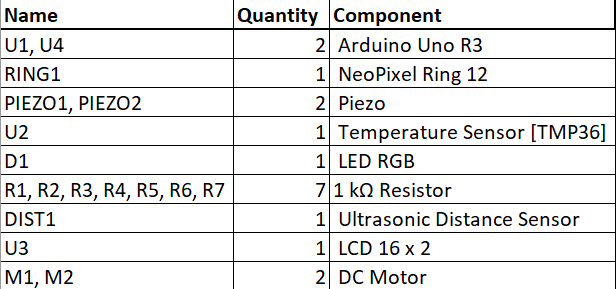 Name Quantity Component
U1, U4 2 Arduino Uno R3
RING1 1 NeoPixel Ring 12
PIEZO1, PIEZO2 2 Piezo
U2 1 Temperature Sensor [TMP36]
D1 1 LED RGB
R1, R2, R3, R4, R5, R6, R7 7 1 kΩ Resistor
DIST1 1 Ultrasonic Distance Sensor
U3 1 LCD 16 x 2
M1, M2 2 DC Motor